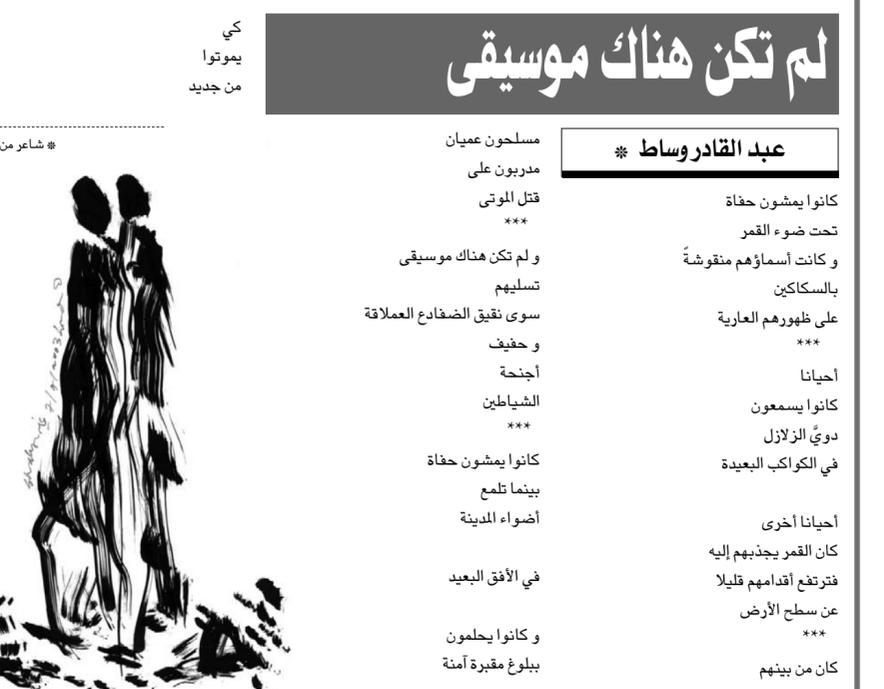 لم تكن هناك موسيقى
عبد القادر وساط *
كانوا يمشون حفاة
تحت ضوء القمر
و كانت أسماؤهم منقوشةً
بالسكاكين
على ظهورهم العارية
***
أحيانا
كانوا يسمعون
دويَّ الزلازل
في الكواكب البعيدة
أحيانا أخرى
كان القمر يجذبهم إليه
فترتفع أقدامهم قليلا
عن سطح الأرض
***
كان من بينهم
مسلحون عميان
مدربون على
قتل الموتى
***
و لم تكن هناك موسيقى
تسليهم
سوى نقيق الضفادع العملاقة
و حفيف
أجنحة
الشياطين
***
كانوا يمشون حفاة
بينما تلمع
أضواء المدينة
في الأفق البعيد
و كانوا يحلمون
ببلوغ مقبرة آمنة
كي
يموتوا
من جديد
* شاعر من